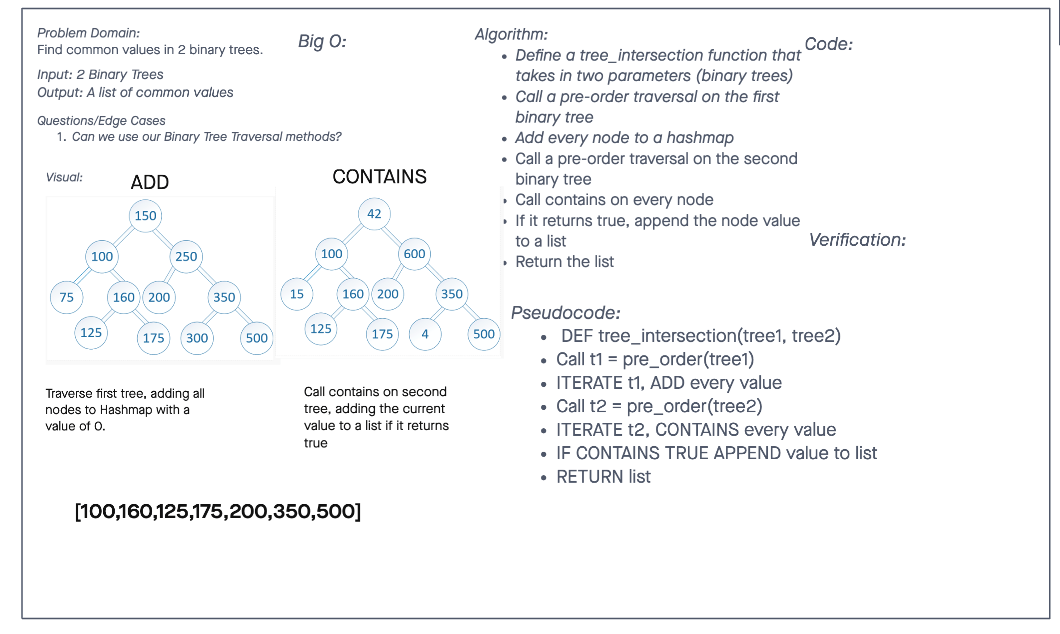 Problem Domain:
Find common values in 2 binary trees.
Input: 2 Binary Trees
Output: A list of common values
Questions/Edge Cases
1. Can we use our Binary Tree Traversal methods?
Big O:
Visual:
ADD
150
100 250
75 160 200 350
125 175 300 500
Traverse first tree, adding all
nodes to Hashmap with a
value of 0.
CONTAINS
42
100 600
15 160 200 350
125 175 4 500
Call contains on second
tree, adding the current
value to a list if it returns
true
[100,160,125,175,200,350,500]
Algorithm:
• Define a tree_intersection function that
takes in two parameters (binary trees)
• Call a pre-order traversal on the first
binary tree
• Add every node to a hashmap
• Call a pre-order traversal on the second
binary tree
• Call contains on every node
• If it returns true, append the node value
to a list
• Return the list
Pseudocode:
• DEF tree_intersection(tree1, tree2)
• Call t1 = pre_order(tree1)
• ITERATE t1, ADD every value
• Call t2 = pre_order(tree2)
• ITERATE t2, CONTAINS every value
• IF CONTAINS TRUE APPEND value to list
• RETURN list
Code:
Verification: